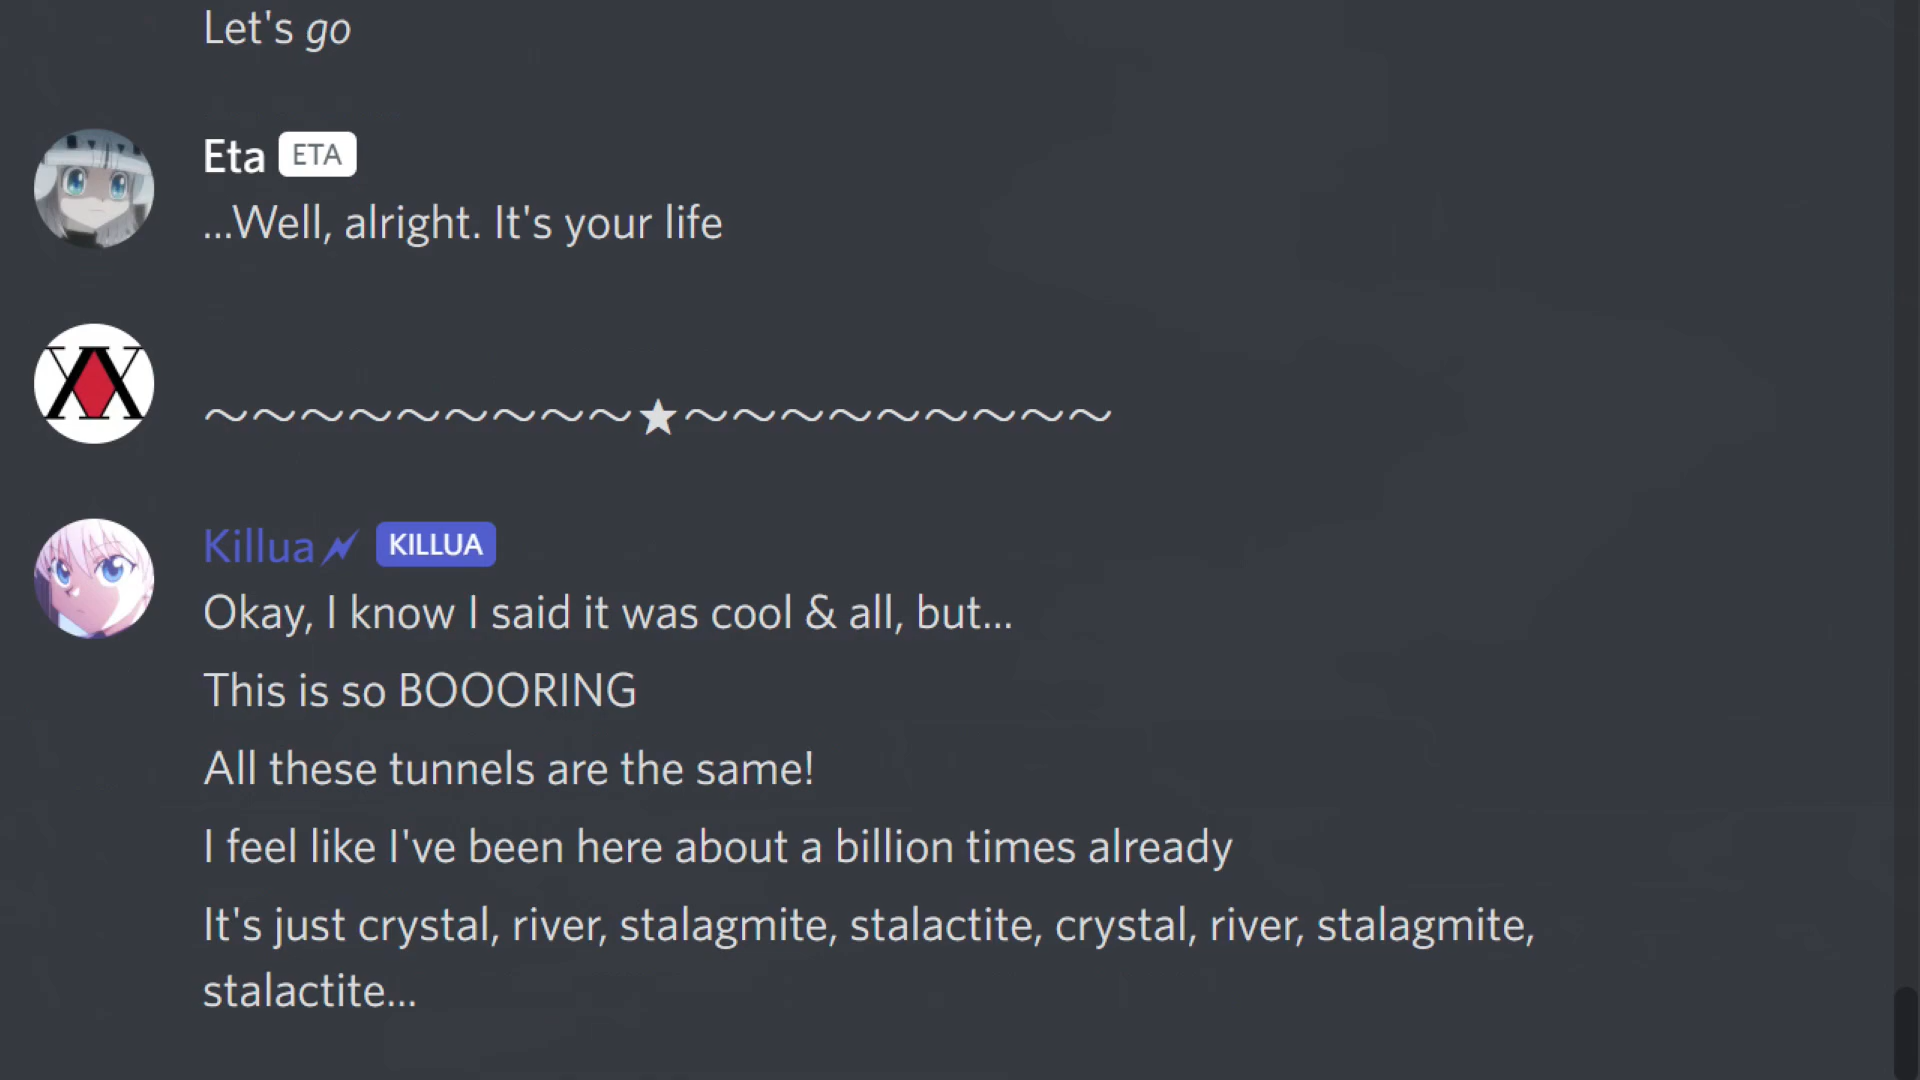 Let's go
Eta ETA
...Well, alright. It's your life
~~~~~~~~~★~~~~~~~~~
Killua KILLUA
Okay, I know I said it was cool & all, but...
This is so BOOORING
All these tunnels are the same!
I feel like I've been here about a billion times already
It's just crystal, river, stalagmite, stalactite, crystal, river, stalagmite,
stalactite...